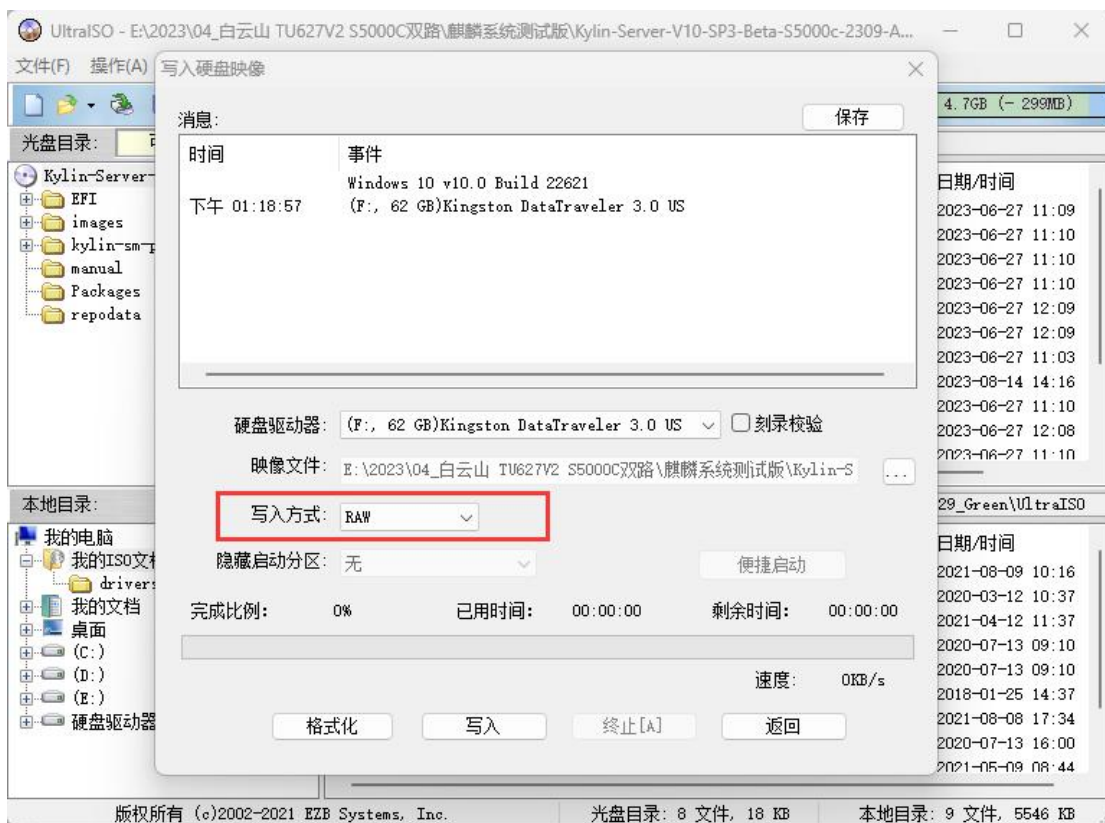 UltraISO - E:\2023\04_白云山 TU627V2 S5000C双路\麒麟系统测试版\Kylin-Server-V10-SP3-Beta-S5000c-2309-A...
文件(F) 操作(A)
写入硬盘映像
4.7GB (- 299MB)
消息:
保存
光盘目录:
时间 事件
Windows 10 v10.0 Build 22621
下午 01:18:57 (F:, 62 GB)Kingston DataTraveler 3.0 US
Kylin-Server-
EFI
images
kylin-sm-p
manual
Packages
repodata
日期/时间
2023-06-27 11:09
2023-06-27 11:10
2023-06-27 11:10
2023-06-27 11:10
2023-06-27 12:09
2023-06-27 12:09
2023-06-27 11:03
2023-08-14 14:16
2023-06-27 11:10
2023-06-27 12:08
2023-06-27 11:10
硬盘驱动器: (F:, 62 GB)Kingston DataTraveler 3.0 US 刻录校验
映像文件: E:\2023\04_白云山 TU627V2 S5000C双路\麒麟系统测试版\Kylin-S ...
写入方式: RAW
隐藏启动分区: 无 便捷启动
完成比例: 0% 已用时间: 00:00:00 剩余时间: 00:00:00
速度: 0KB/s
格式化 写入 终止[A] 返回
本地目录:
29_Green\UltraISO
我的电脑
我的ISO文
drivers
我的文档
桌面
(C:)
(D:)
(E:)
硬盘驱动器
日期/时间
2021-08-09 10:16
2020-03-12 10:37
2021-04-12 11:37
2020-07-13 09:10
2020-07-13 09:10
2018-01-25 14:37
2021-08-08 17:34
2020-07-13 16:00
2021-05-09 08:44
版权所有 (c)2002-2021 EZB Systems, Inc. 光盘目录: 8 文件, 18 KB 本地目录: 9 文件, 5546 KB